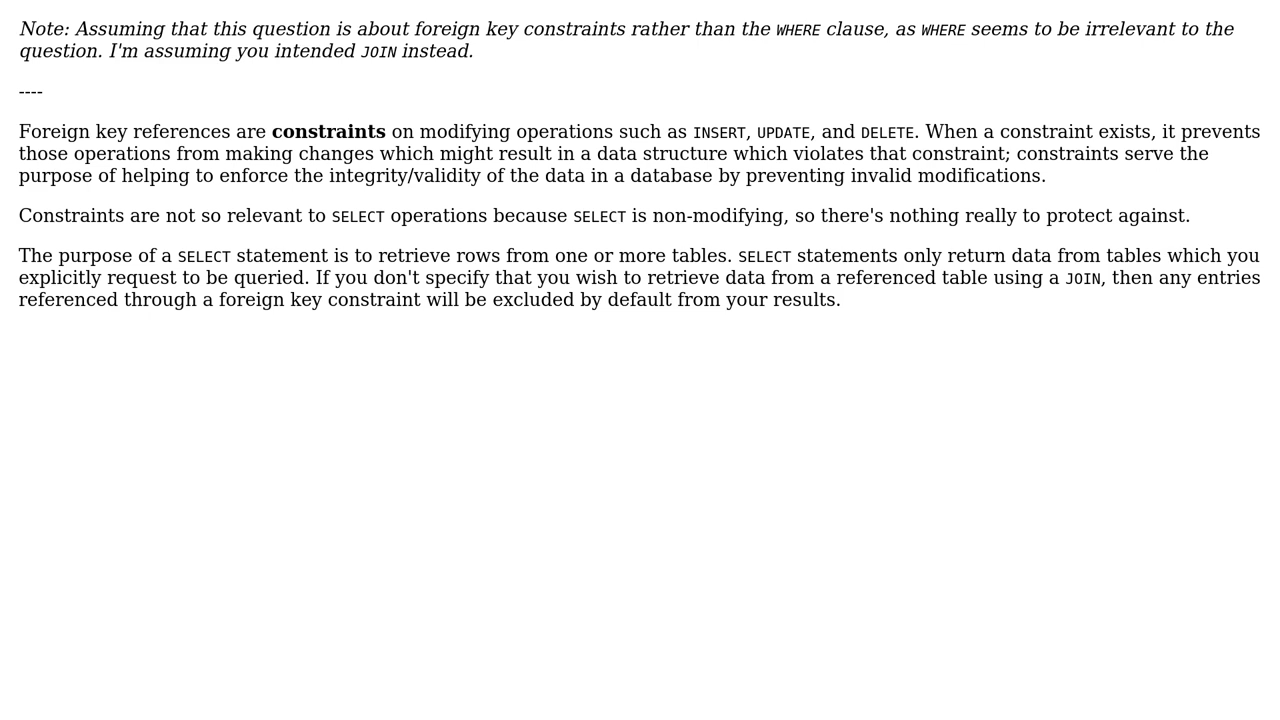 Note: Assuming that this question is about foreign key constraints rather than the WHERE clause, as WHERE seems to be irrelevant to the
question. I'm assuming you intended JOIN instead.
----
Foreign key references are constraints on modifying operations such as INSERT, UPDATE, and DELETE. When a constraint exists, it prevents
those operations from making changes which might result in a data structure which violates that constraint; constraints serve the
purpose of helping to enforce the integrity/validity of the data in a database by preventing invalid modifications.
Constraints are not so relevant to SELECT operations because SELECT is non-modifying, so there's nothing really to protect against.
The purpose of a SELECT statement is to retrieve rows from one or more tables. SELECT statements only return data from tables which you
explicitly request to be queried. If you don't specify that you wish to retrieve data from a referenced table using a JOIN, then any entries
referenced through a foreign key constraint will be excluded by default from your results.